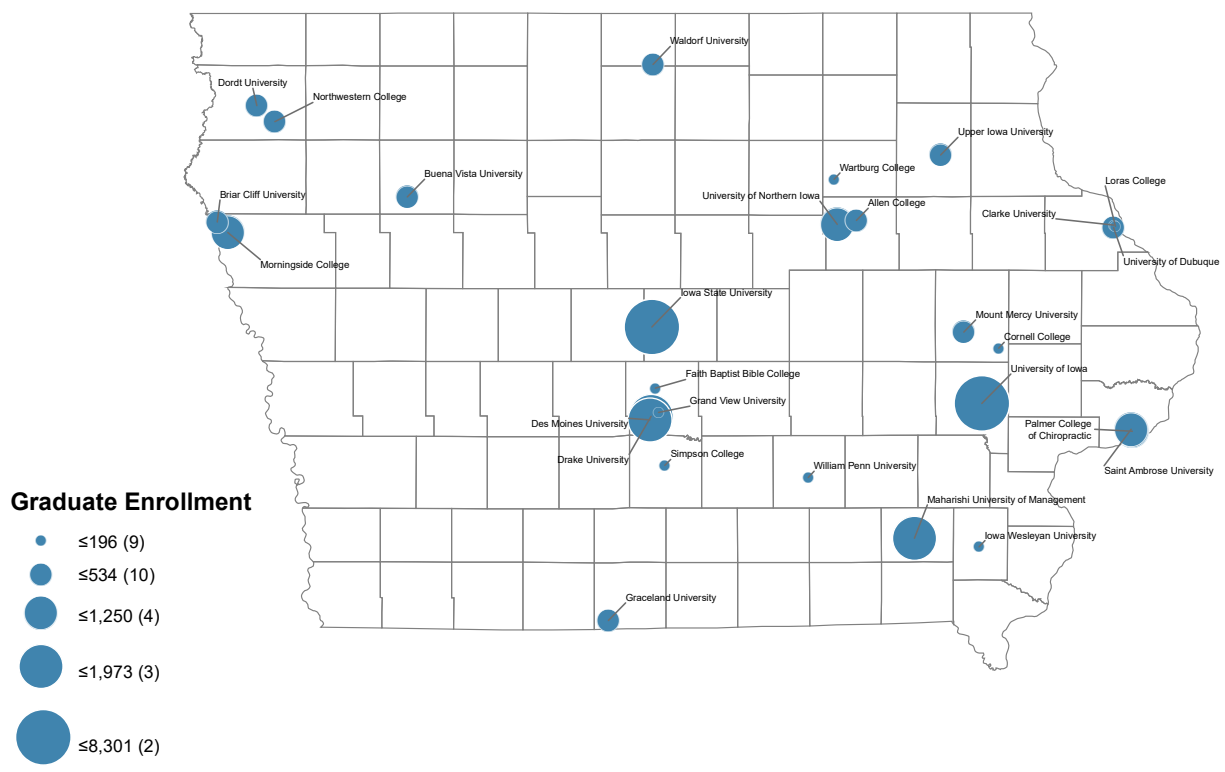 Waldorf University
Dordt University
Northwestern College
Upper Iowa University
Wartburg College
Buena Vista University
Loras College
Briar Cliff University
University of Northern Iowa
Allen College
Clarke University
Morningside College
University of Dubuque
Iowa State University
Mount Mercy University
Cornell College
University of Iowa
Faith Baptist Bible College
Grand View University
Des Moines University
Palmer College
of Chiropractic
Drake University
Simpson College
William Penn University
Saint Ambrose University
Maharishi University of Management
Iowa Wesleyan University
Graceland University
Graduate Enrollment
≤196 (9)
≤534 (10)
≤1,250 (4)
≤1,973 (3)
≤8,301 (2)